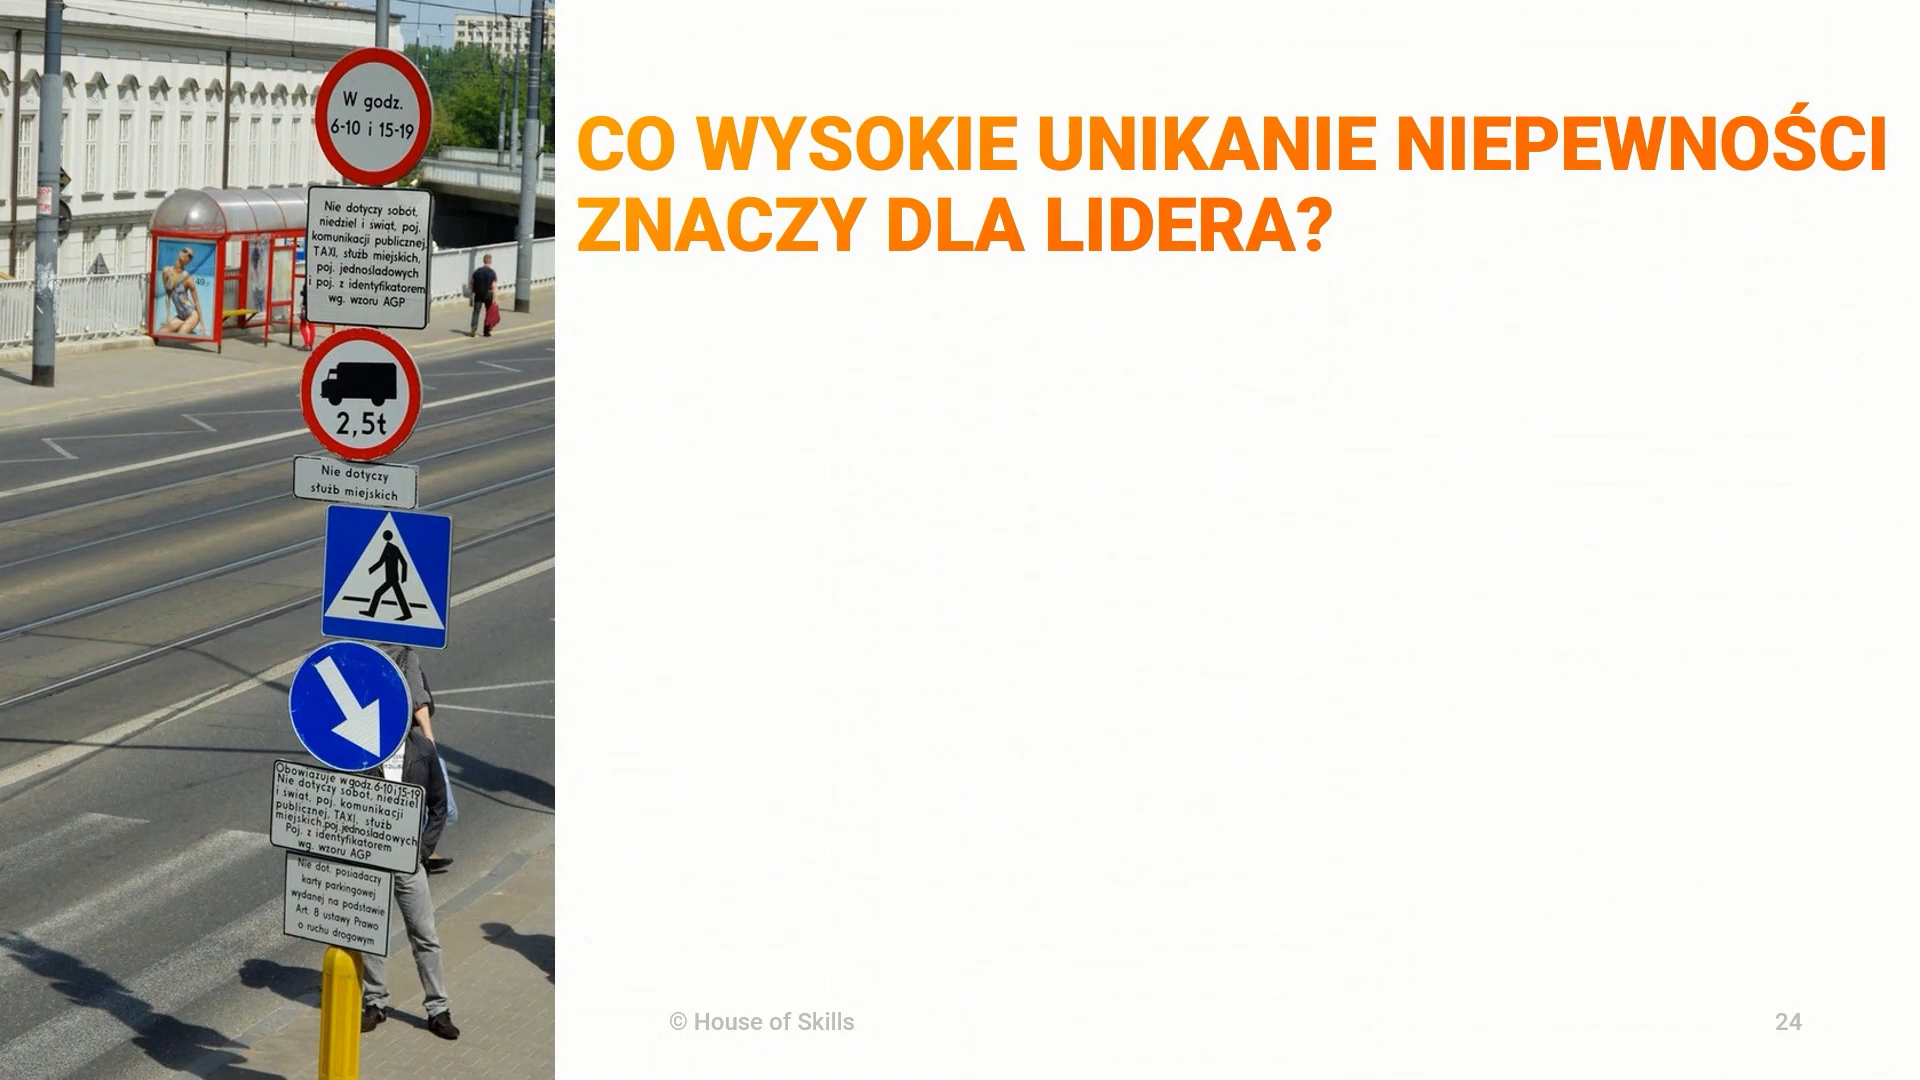 W godz.
6-10 i 15-19
Nie dotyczy sobót,
niedziel i świąt, poj.
komunikacji publicznej,
TAXI, służb miejskich,
poj. jednośladowych
i poj. z identyfikatorem
wg. wzoru AGP
2,5t
Nie dotyczy
służb miejskich
Obowiązuje w godz. 6-10 i 15-19
Nie dotyczy sobot, niedziel
i świąt, poj. komunikacji
publicznej, TAXI, służb
miejskich, poj. jednośladowych
Poj. z identyfikatorem
wg. wzoru AGP
Nie dot. posiadaczy
karty parkingowej
wydanej na podstawie
Art. 8 ustawy Prawo
o ruchu drogowym
CO WYSOKIE UNIKANIE NIEPEWNOŚCI
ZNACZY DLA LIDERA?
© House of Skills
24